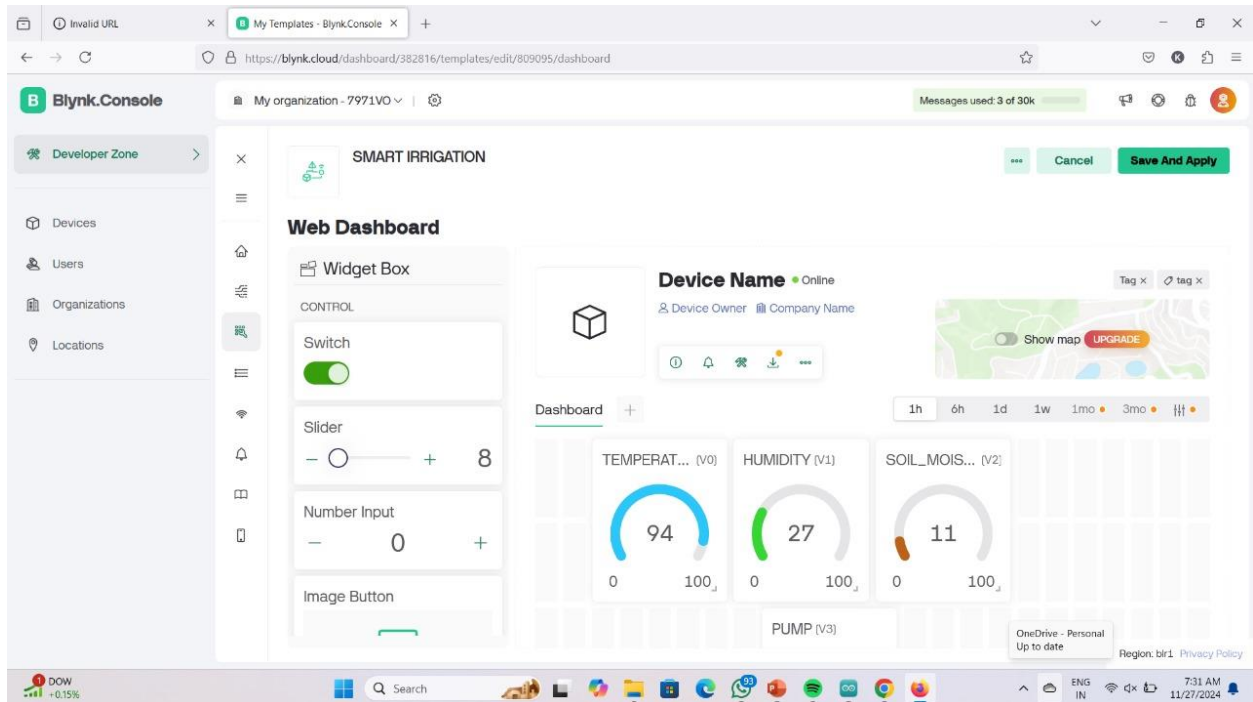 Invalid URL
My Templates - Blynk.Console
https://blynk.cloud/dashboard/382816/templates/edit/809095/dashboard
K
B Blynk.Console
My organization - 7971VO
Messages used: 3 of 30k
Developer Zone
SMART IRRIGATION
Cancel
Save And Apply
Devices
Users
Organizations
Locations
Web Dashboard
Widget Box
CONTROL
Switch
Slider
8
Number Input
0
Image Button
Device Name Online
Device Owner Company Name
Tag × tag ×
Show map UPGRADE
Dashboard
1h 6h 1d 1w 1mo 3mo
TEMPERAT... (V0) HUMIDITY (V1) SOIL_MOIS... (V2)
94 27 11
0 100 0 100 0 100
PUMP (V3)
OneDrive - Personal
Up to date
Region: blr1 Privacy Policy
1
DOW
+0.15%
Search
93
ENG
IN
7:31 AM
11/27/2024